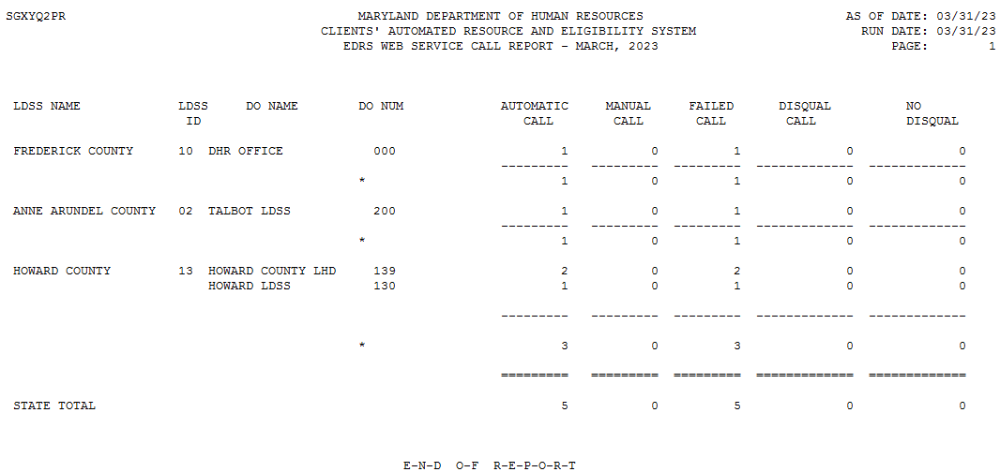 SGXYQ2PR MARYLAND DEPARTMENT OF HUMAN RESOURCES AS OF DATE: 03/31/23
CLIENTS' AUTOMATED RESOURCE AND ELIGIBILITY SYSTEM RUN DATE: 03/31/23
EDRS WEB SERVICE CALL REPORT - MARCH, 2023 PAGE: 1
LDSS NAME LDSS DO NAME DO NUM AUTOMATIC MANUAL FAILED DISQUAL NO
ID CALL CALL CALL CALL DISQUAL
FREDERICK COUNTY 10 DHR OFFICE 000 1 0 1 0 0
--------- --------- --------- ------------- -------------
* 1 0 1 0 0
ANNE ARUNDEL COUNTY 02 TALBOT LDSS 200 1 0 1 0 0
--------- --------- --------- ------------- -------------
* 1 0 1 0 0
HOWARD COUNTY 13 HOWARD COUNTY LHD 139 2 0 2 0 0
HOWARD LDSS 130 1 0 1 0 0
--------- --------- --------- ------------- -------------
* 3 0 3 0 0
========= ========= ========= ============= =============
STATE TOTAL 5 0 5 0 0
E-N-D O-F R-E-P-O-R-T